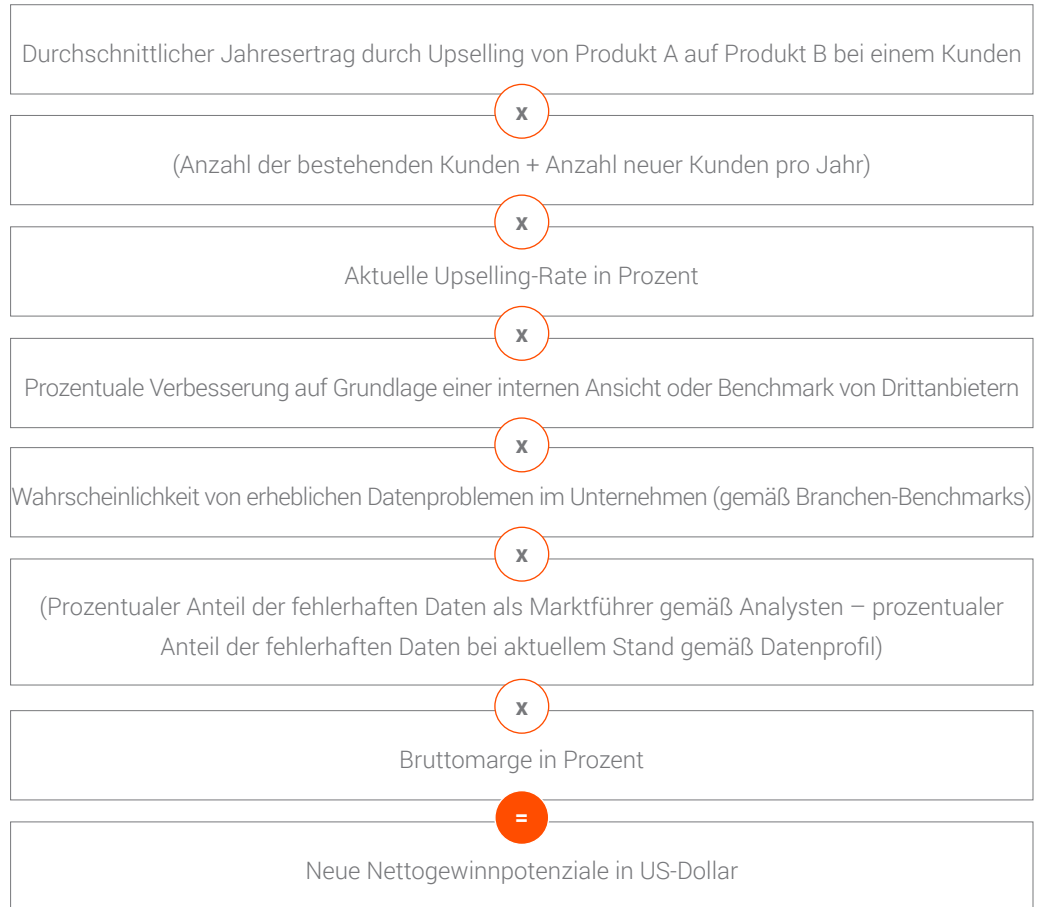 Durchschnittlicher Jahresertrag durch Upselling von Produkt A auf Produkt B bei einem Kunden
x
(Anzahl der bestehenden Kunden + Anzahl neuer Kunden pro Jahr)
x
Aktuelle Upselling-Rate in Prozent
x
Prozentuale Verbesserung auf Grundlage einer internen Ansicht oder Benchmark von Drittanbietern
x
Wahrscheinlichkeit von erheblichen Datenproblemen im Unternehmen (gemäß Branchen-Benchmarks)
x
(Prozentualer Anteil der fehlerhaften Daten als Marktführer gemäß Analysten – prozentualer
Anteil der fehlerhaften Daten bei aktuellem Stand gemäß Datenprofil)
x
Bruttomarge in Prozent
=
Neue Nettogewinnpotenziale in US-Dollar